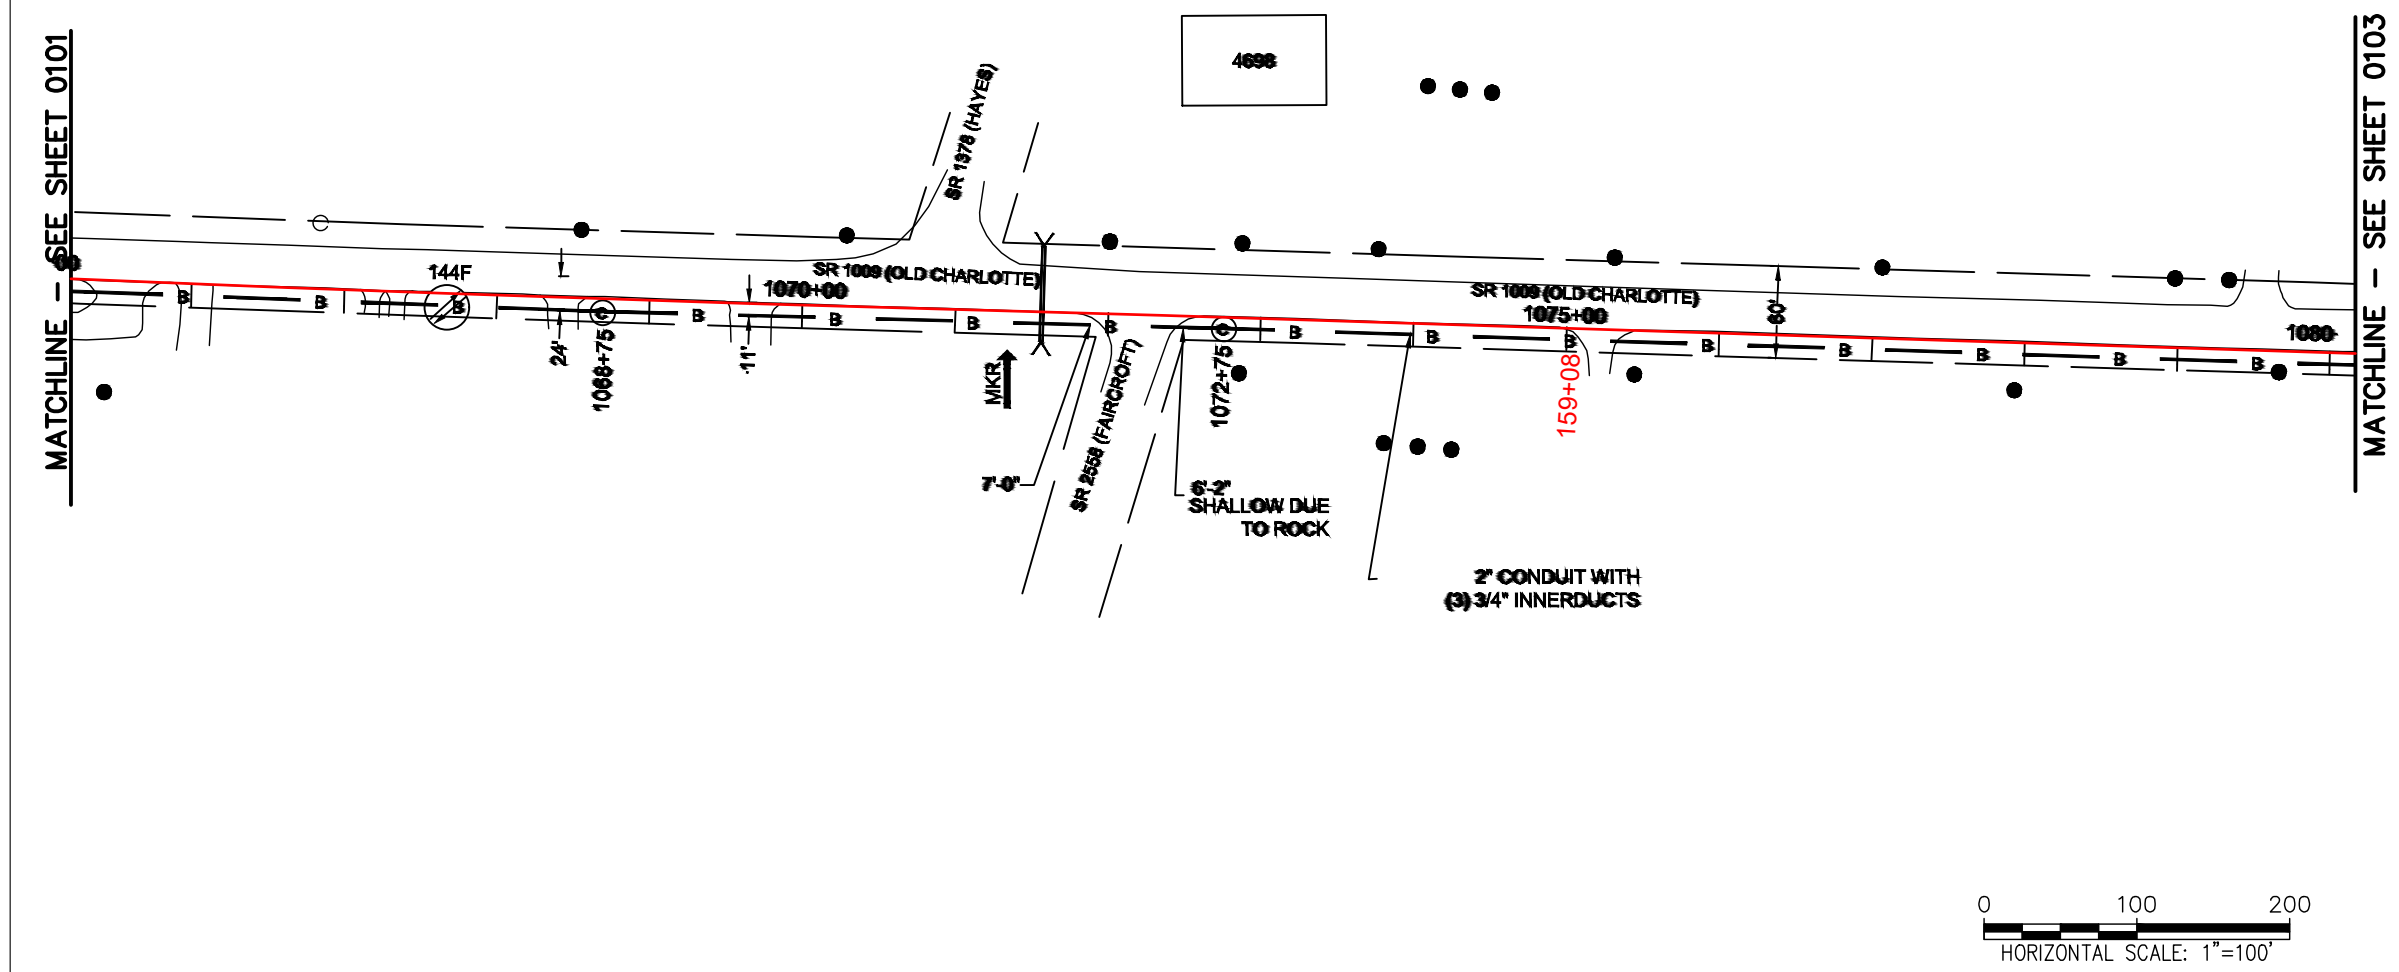 MATCHLINE - SEE SHEET 0101
MATCHLINE - SEE SHEET 0103
4698
SR 1378 (HAYES)
00
144F
SR 1009 (OLD CHARLOTTE)
1070+00
SR 1009 (OLD CHARLOTTE)
1075+00
60'
1080
B B B B B B B B B B B B B B B B
C
C
24'
1068+75
11'
MKR
SR 2558 (FAIRCROFT)
1072+75
159+08
7'-0"
6'-2"
SHALLOW DUE
TO ROCK
2" CONDUIT WITH
(3) 3/4" INNERDUCTS
0 100 200
HORIZONTAL SCALE: 1"=100'